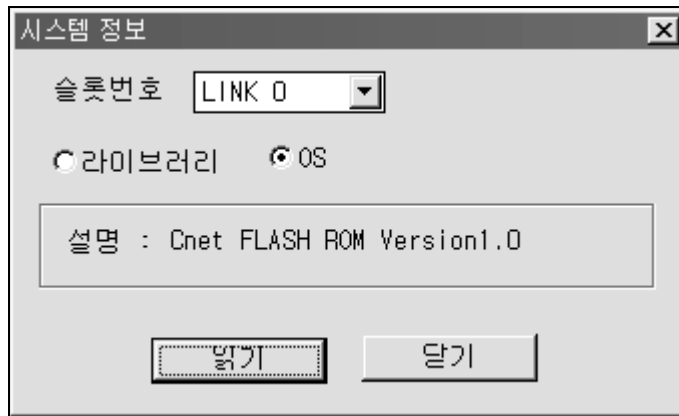 시스템 정보
슬롯번호 LINK 0
라이브러리 OS
설명 : Cnet FLASH ROM Version1.0
읽기 닫기